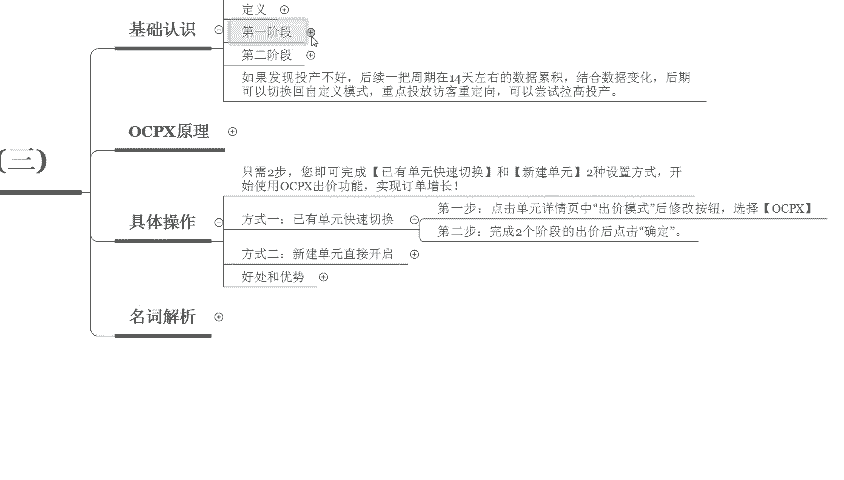 定义
基础认识
第一阶段
第二阶段
如果发现投产不好，后续一把周期在14天左右的数据累积，结合数据变化，后期
可以切换回自定义模式，重点投放访客重定向，可以尝试拉高投产。
OCPX原理
(三)
只需2步，您即可完成【已有单元快速切换】和【新建单元】2种设置方式，开
始使用OCPX出价功能，实现订单增长！
具体操作
方式一：已有单元快速切换
第一步：点击单元详情页中“出价模式”后修改按钮，选择【OCPX】
第二步：完成2个阶段的出价后点击“确定”。
方式二：新建单元直接开启
好处和优势
名词解析